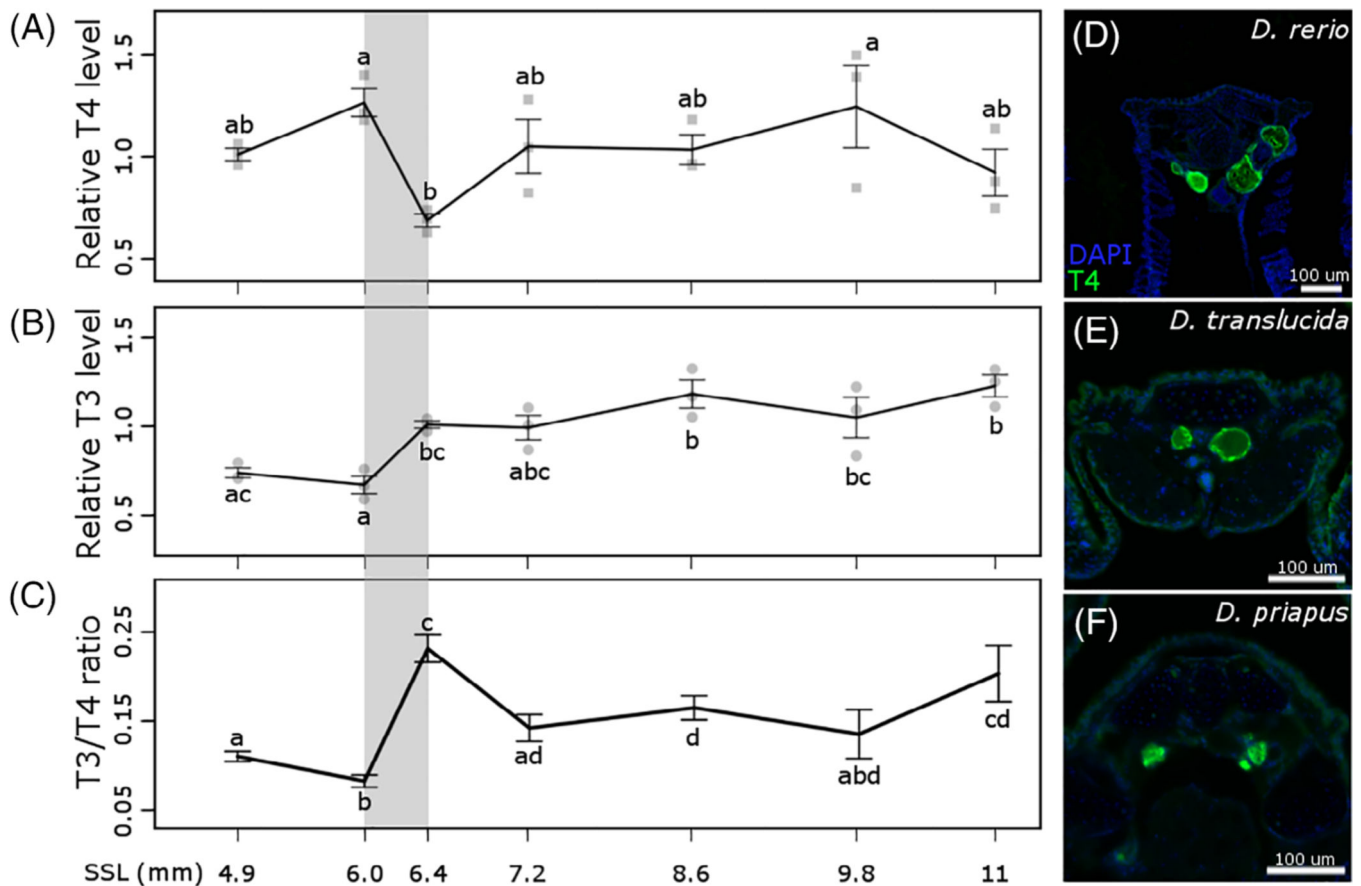 (A)
Relative T4 level
1.5
1.0
0.5
ab
a
b
ab
ab
a
ab
(B)
Relative T3 level
1.5
1.0
0.5
ac
a
bc
abc
b
bc
b
(C)
T3/T4 ratio
0.25
0.15
0.05
a
b
c
ad
d
abd
cd
SSL (mm) 4.9 6.0 6.4 7.2 8.6 9.8 11
(D)
D. rerio
DAPI
T4
100 um
(E)
D. translucida
100 um
(F)
D. priapus
100 um